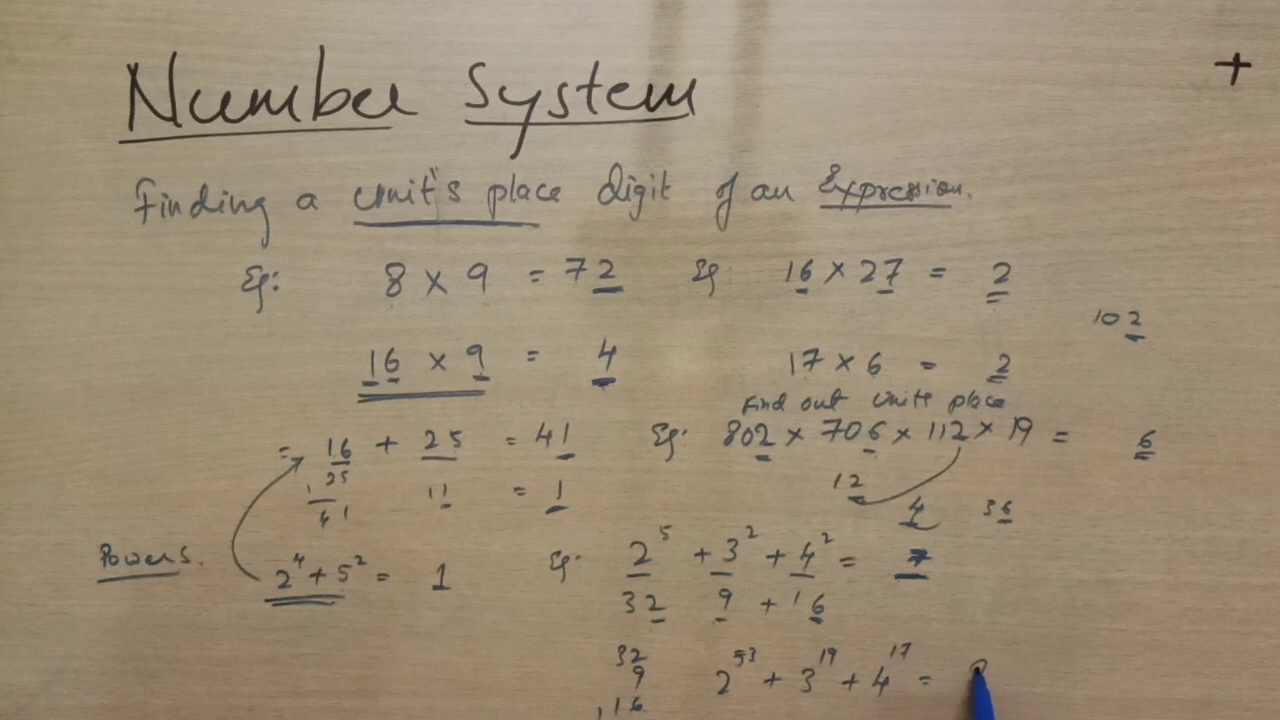 Number System
+
Finding a unit's place digit of an Expression.
Eg: 8 × 9 = 72 Eg 16 × 27 = 2
102
16 × 9 = 4 17 × 6 = 2
Find out units place
= 16 + 25 = 41 Eg: 802 × 706 × 112 × 19 = 6
25
41 11 = 1 12
4 36
Powers. 2^4 + 5^2 = 1 Eg: 2^5 + 3^2 + 4^2 = 7
32 9 + 16
32
9 2^53 + 3^19 + 4^17 =
16